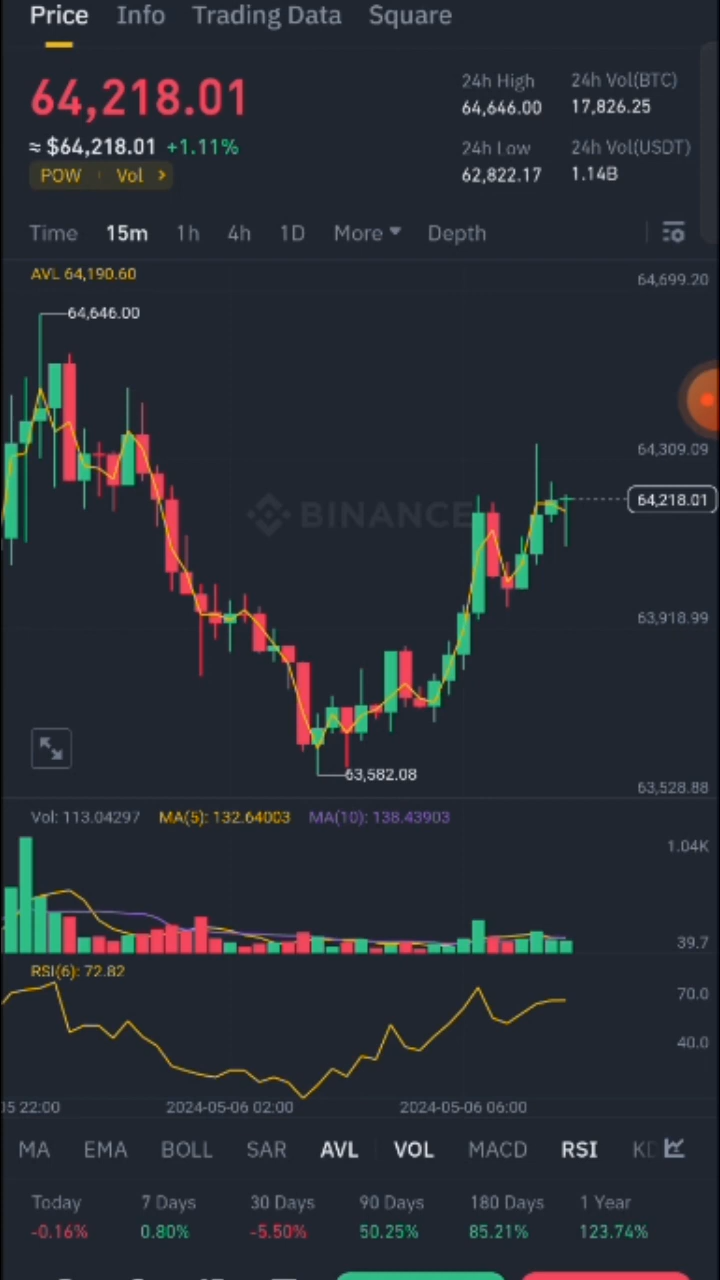 Price Info Trading Data Square
64,218.01
≈ $64,218.01 +1.11%
POW Vol >
24h High 24h Vol(BTC)
64,646.00 17,826.25
24h Low 24h Vol(USDT)
62,822.17 1.14B
Time 15m 1h 4h 1D More Depth
AVL 64,190.60
64,699.20
64,646.00
64,309.09
64,218.01
BINANCE
63,918.99
63,582.08
63,528.88
Vol: 113.04297 MA(5): 132.64003 MA(10): 138.43903
1.04K
39.7
RSI(6): 72.82
70.0
40.0
05 22:00 2024-05-06 02:00 2024-05-06 06:00
MA EMA BOLL SAR AVL VOL MACD RSI KD
Today 7 Days 30 Days 90 Days 180 Days 1 Year
-0.16% 0.80% -5.50% 50.25% 85.21% 123.74%